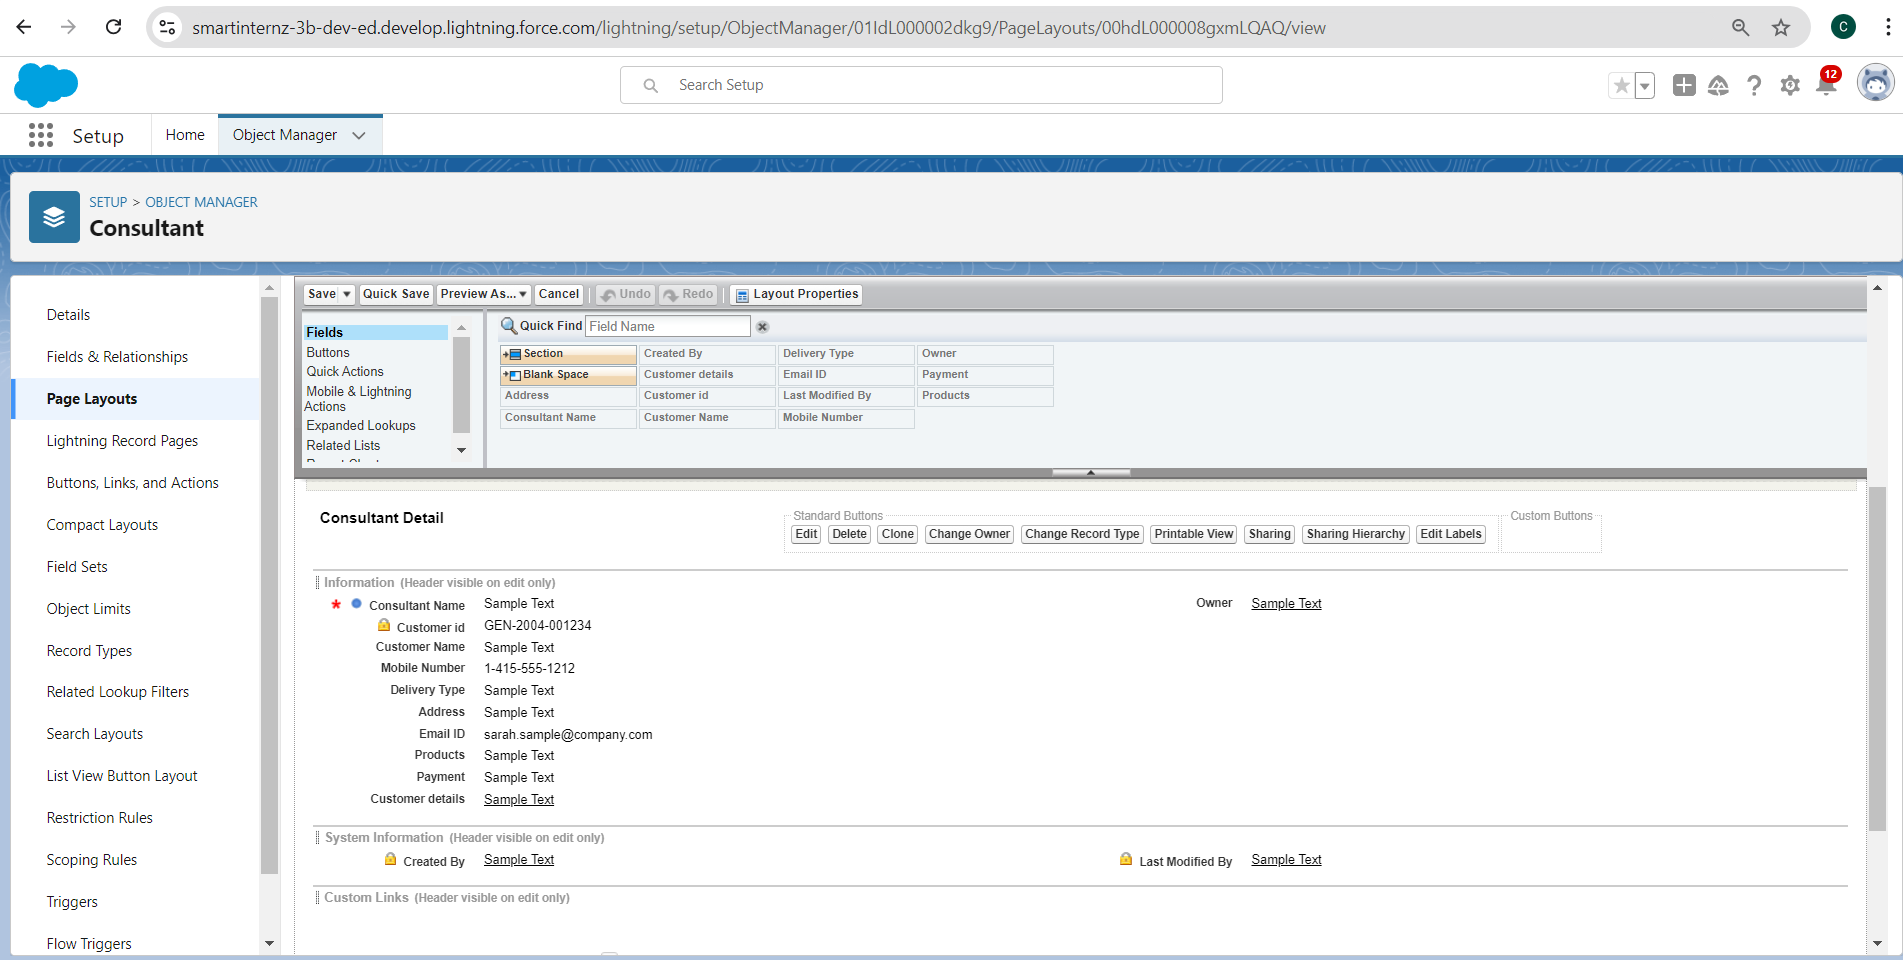 smartinternz-3b-dev-ed.develop.lightning.force.com/lightning/setup/ObjectManager/01IdL000002dkg9/PageLayouts/00hdL000008gxmLQAQ/view
C
Search Setup
12
Setup
Home
Object Manager
SETUP > OBJECT MANAGER
Consultant
Details
Fields & Relationships
Page Layouts
Lightning Record Pages
Buttons, Links, and Actions
Compact Layouts
Field Sets
Object Limits
Record Types
Related Lookup Filters
Search Layouts
List View Button Layout
Restriction Rules
Scoping Rules
Triggers
Flow Triggers
Save Quick Save Preview As... Cancel Undo Redo Layout Properties
Fields
Buttons
Quick Actions
Mobile & Lightning
Actions
Expanded Lookups
Related Lists
Quick Find Field Name
Section Created By Delivery Type Owner
Blank Space Customer details Email ID Payment
Address Customer id Last Modified By Products
Consultant Name Customer Name Mobile Number
Consultant Detail
Standard Buttons
Edit Delete Clone Change Owner Change Record Type Printable View Sharing Sharing Hierarchy Edit Labels
Custom Buttons
Information (Header visible on edit only)
* Consultant Name Sample Text Owner Sample Text
Customer id GEN-2004-001234
Customer Name Sample Text
Mobile Number 1-415-555-1212
Delivery Type Sample Text
Address Sample Text
Email ID sarah.sample@company.com
Products Sample Text
Payment Sample Text
Customer details Sample Text
System Information (Header visible on edit only)
Created By Sample Text Last Modified By Sample Text
Custom Links (Header visible on edit only)